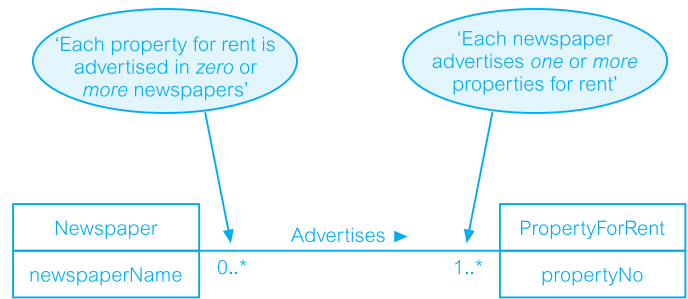 ‘Each property for rent is
advertised in zero or
more newspapers’
‘Each newspaper
advertises one or more
properties for rent’
Newspaper
newspaperName
Advertises ►
0..*
1..*
PropertyForRent
propertyNo